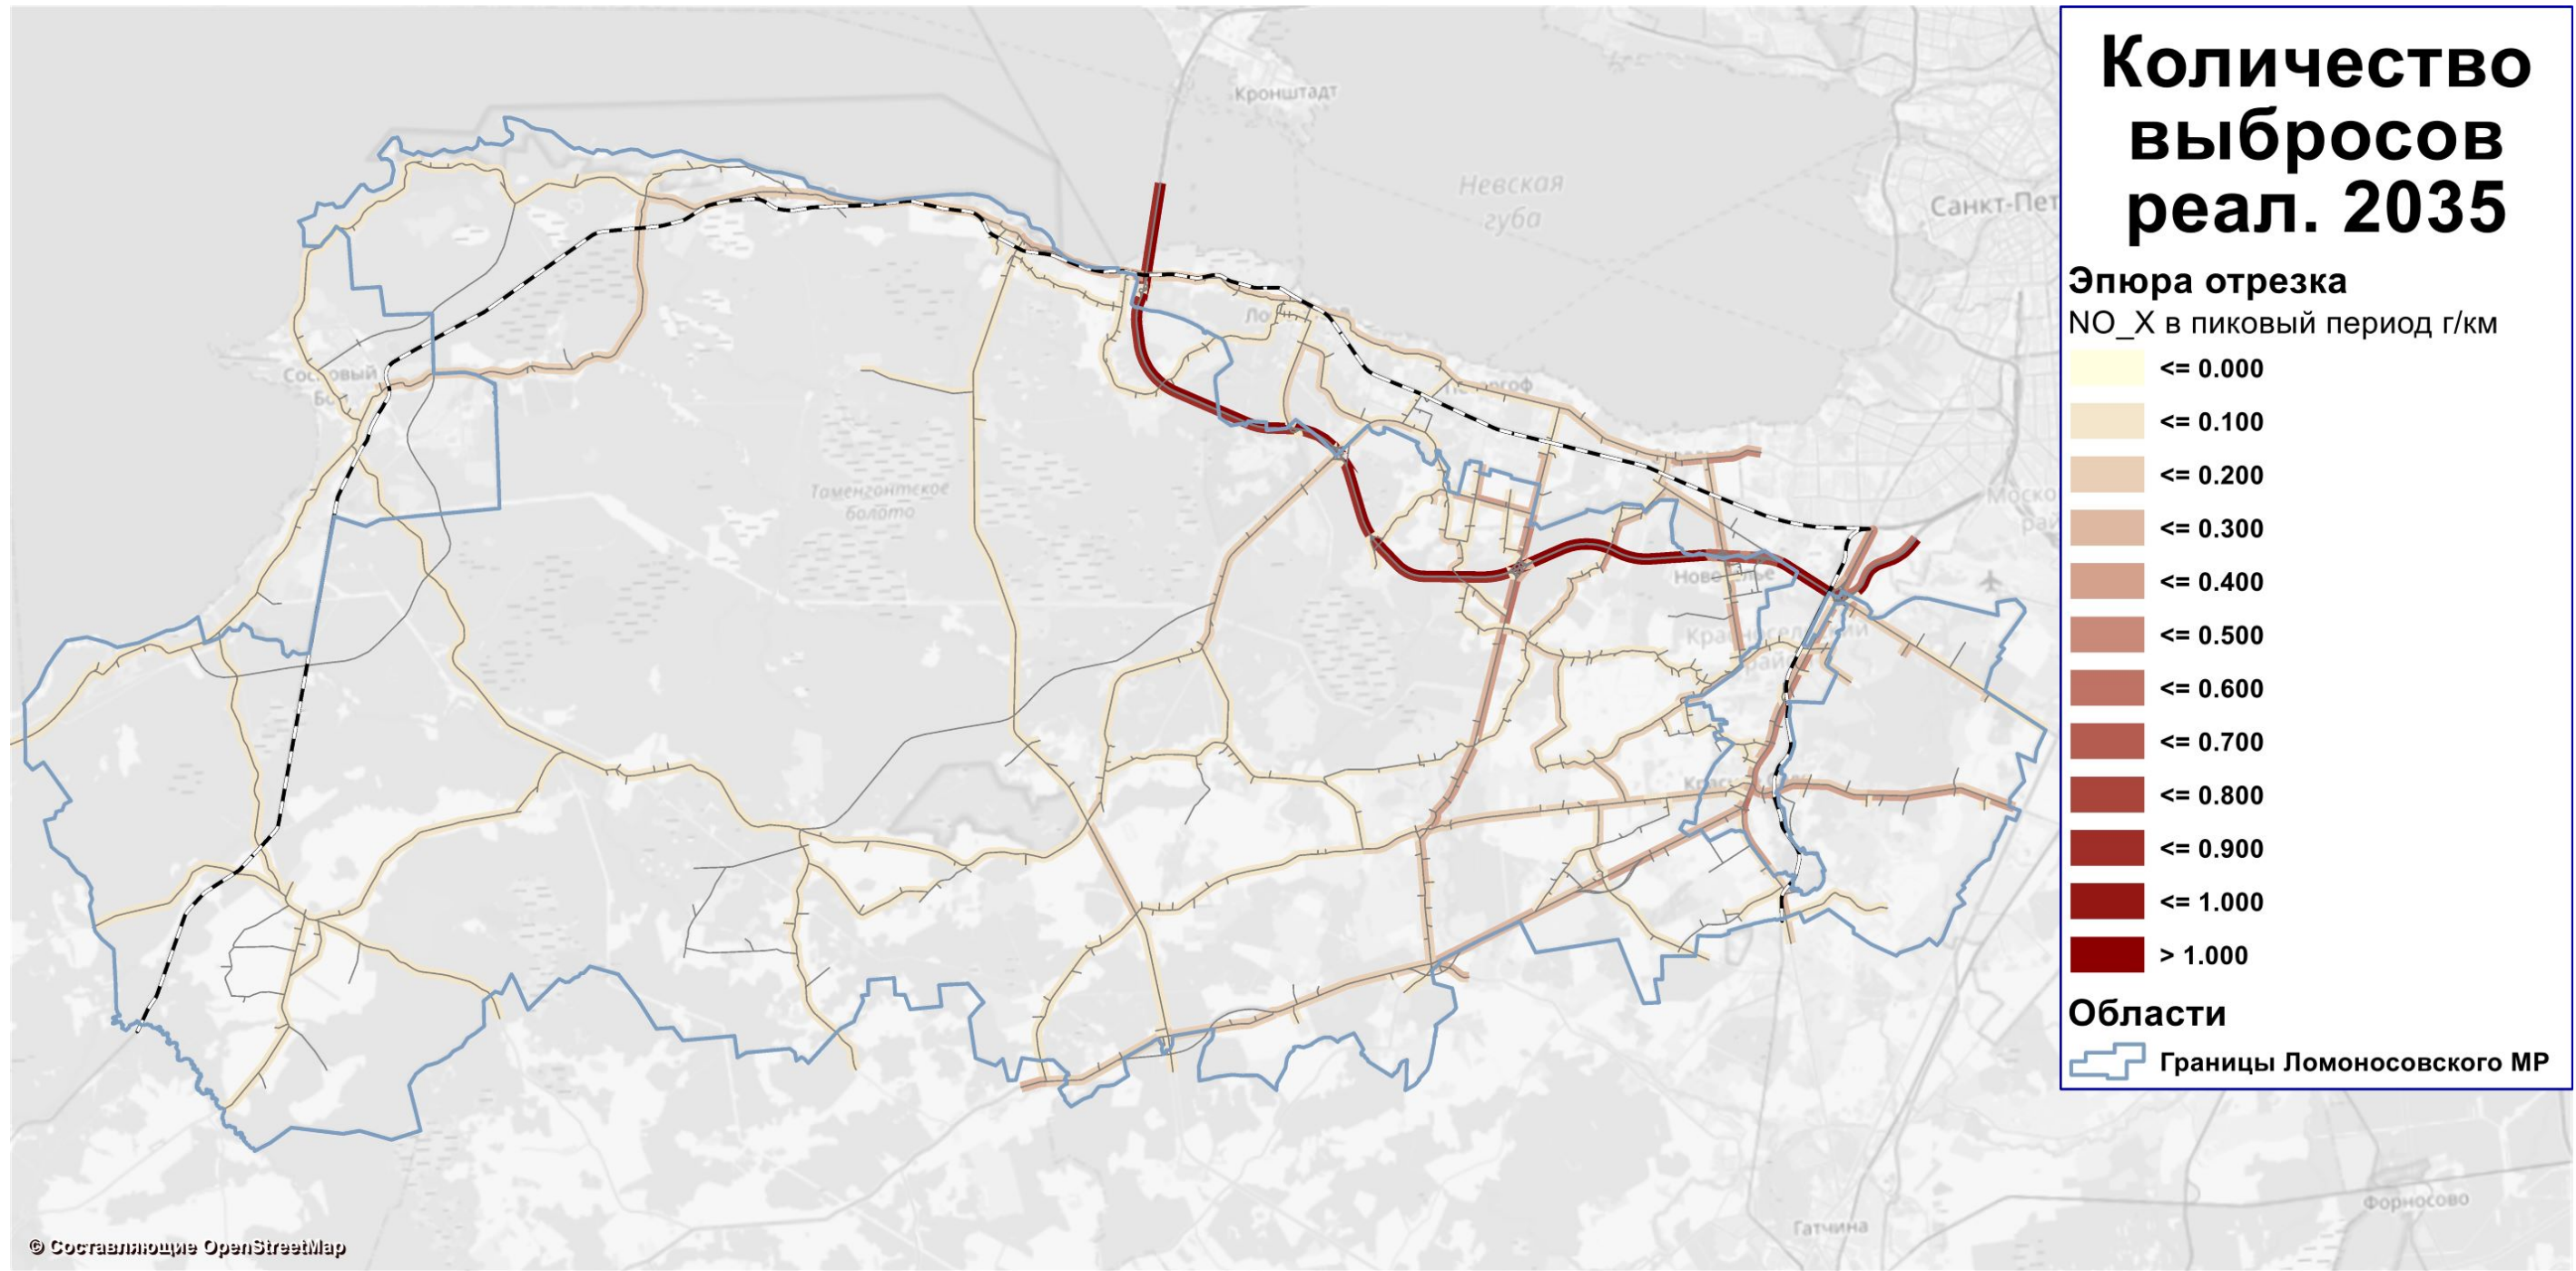 Кронштадт
Невская
губа
Санкт-Пет
Таменгонтское
болото
Гатчина
Форносово
© Составляющие OpenStreetMap
Количество
выбросов
реал. 2035
Эпюра отрезка
NO_X в пиковый период г/км
<= 0.000
<= 0.100
<= 0.200
<= 0.300
<= 0.400
<= 0.500
<= 0.600
<= 0.700
<= 0.800
<= 0.900
<= 1.000
> 1.000
Области
Границы Ломоносовского МР